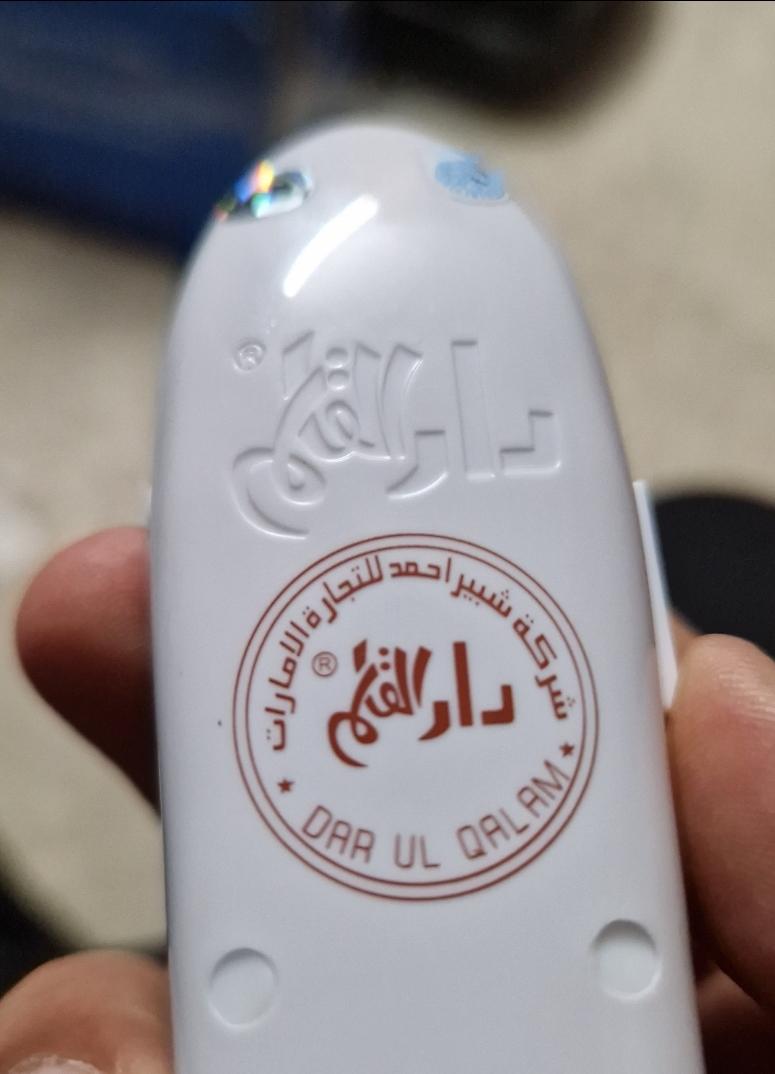 دار القلم ®
شركة شبير احمد للتجارة الامارات
دار القلم ®
★ DAR UL QALAM ★